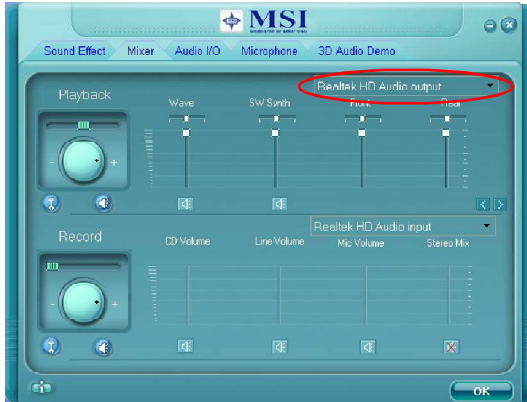 MSI
Sound Effect Mixer Audio I/O Microphone 3D Audio Demo
Realtek HD Audio output
Playback
Wave SW Synth Front Rear
- +
Realtek HD Audio input
Record
CD Volume Line Volume Mic Volume Stereo Mix
- +
OK